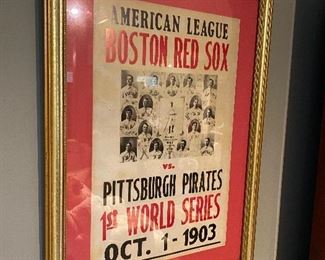 AMERICAN LEAGUE
BOSTON RED SOX
vs.
PITTSBURGH PIRATES
1st WORLD SERIES
OCT. 1-1903